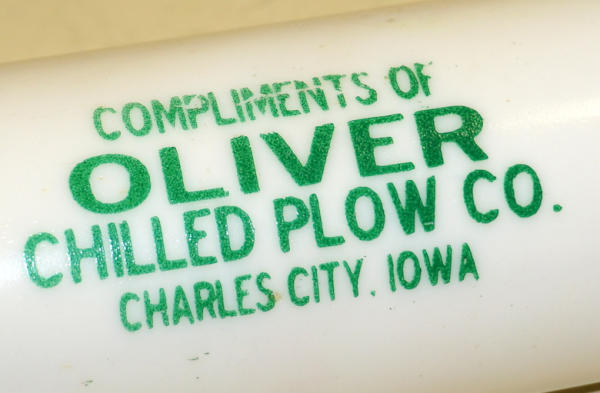 COMPLIMENTS OF
OLIVER
CHILLED PLOW CO.
CHARLES CITY, IOWA